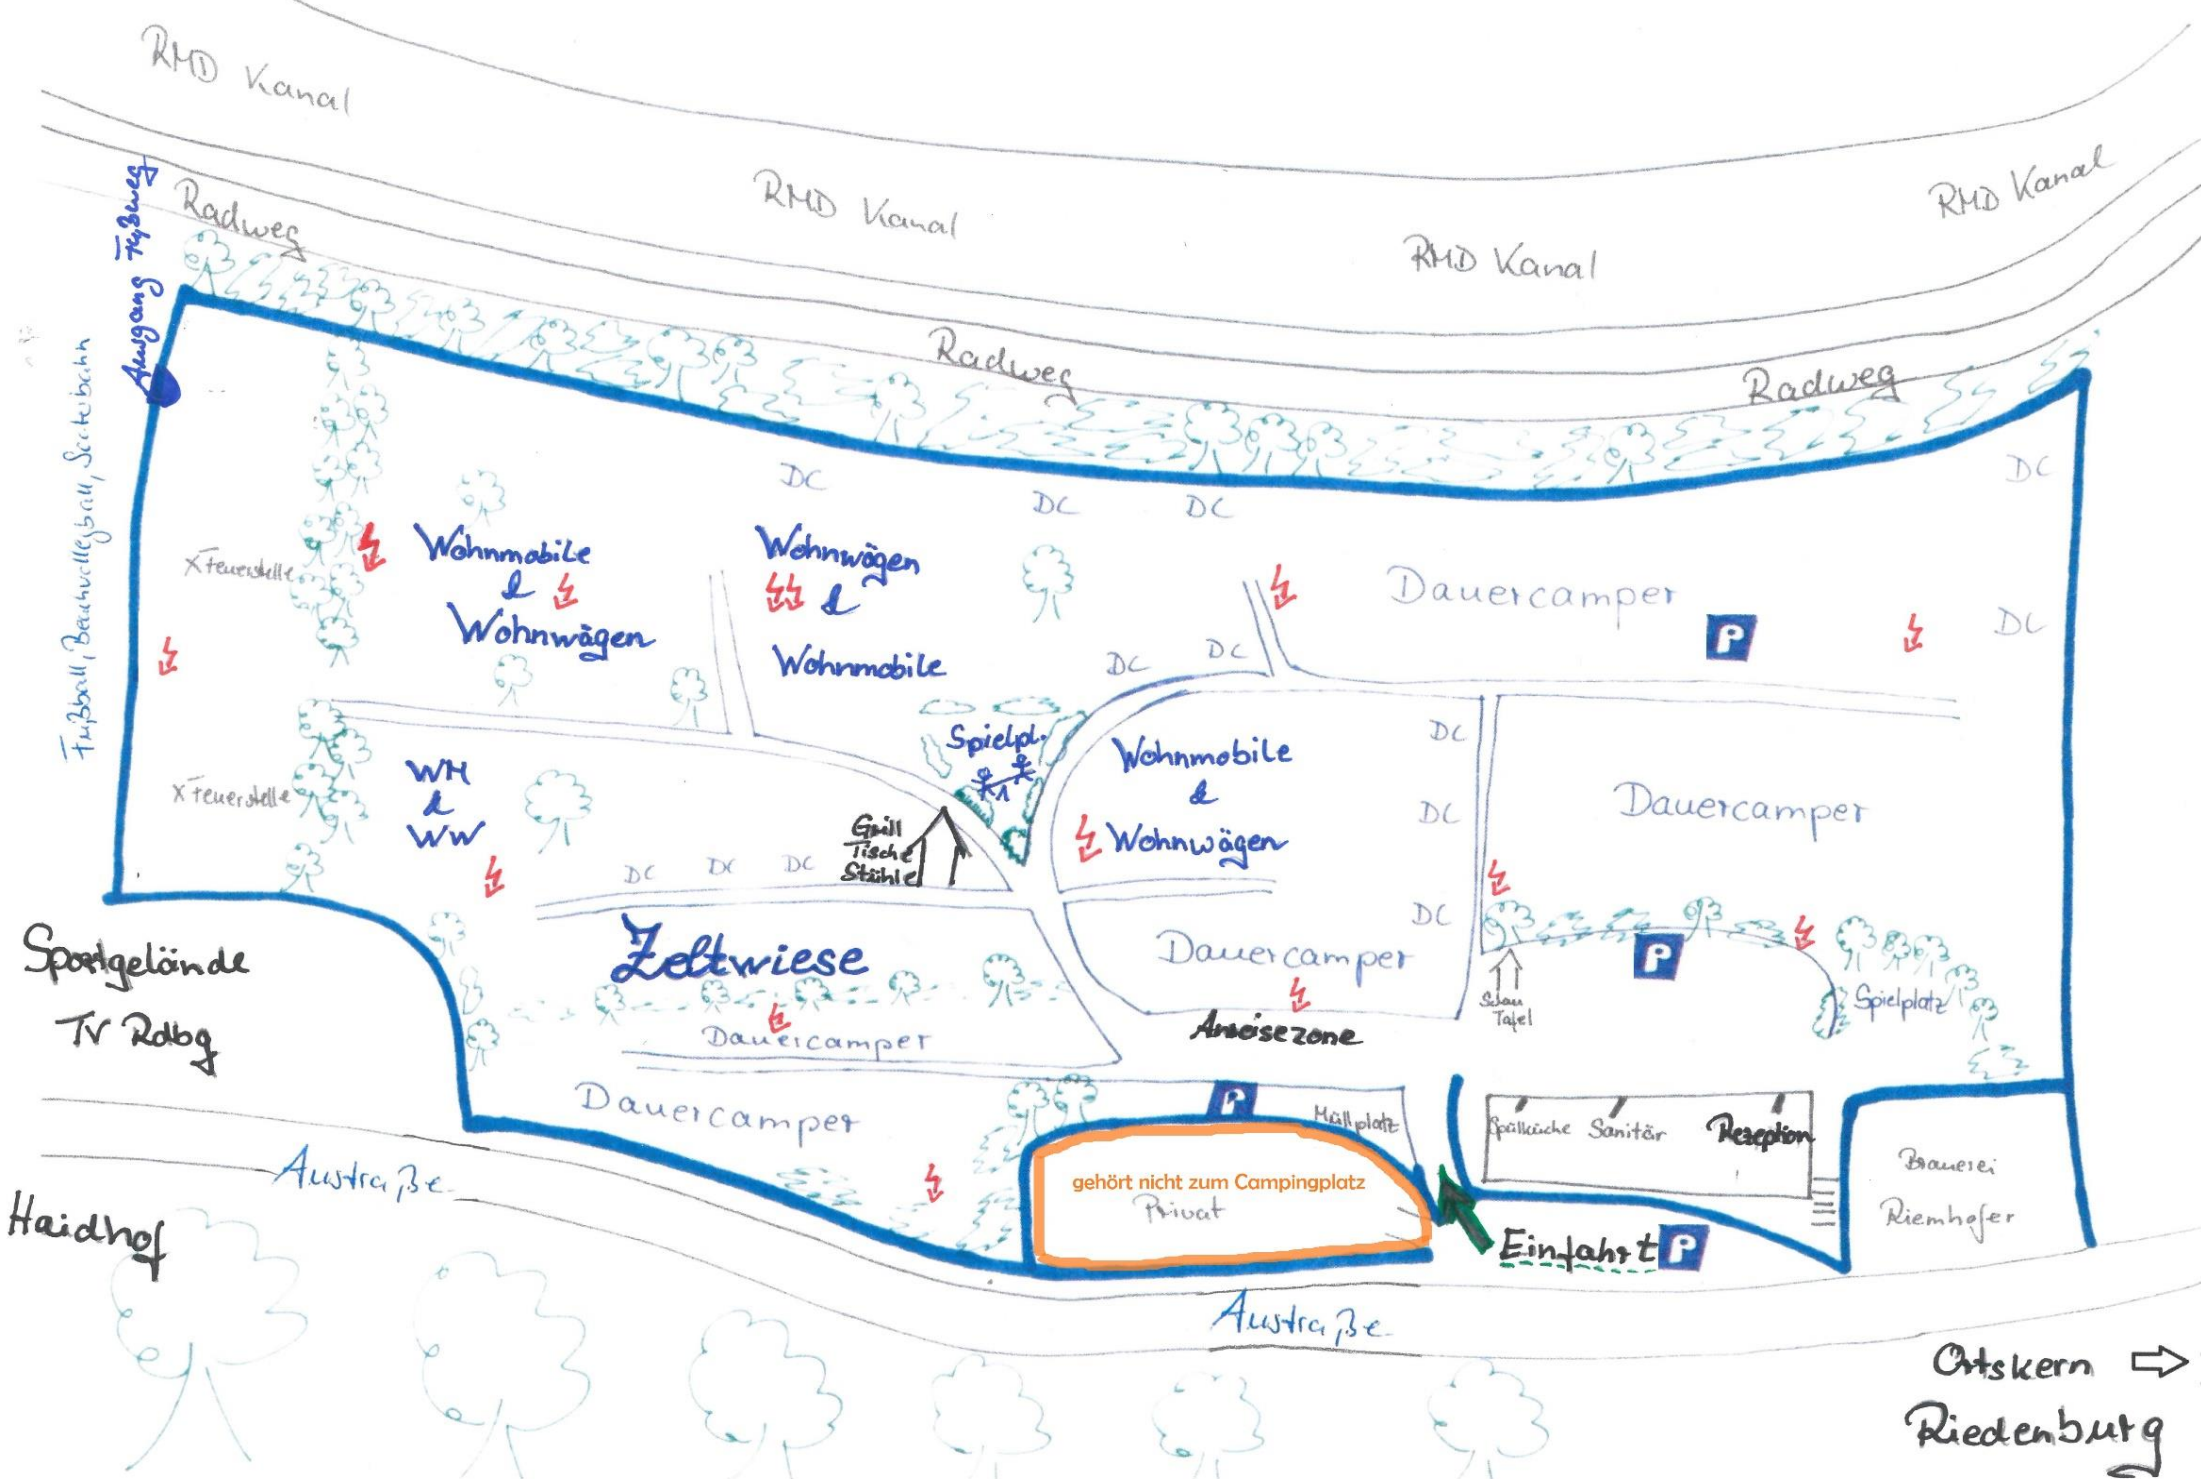 RMD Kanal
RMD Kanal
RMD Kanal
RMD Kanal
Radweg
Radweg
Radweg
Ausgang Fußweg
Fußball, Beachvolleyball,
DC
DC
DC
DC
X Feuerstelle
Wohnmobile
&
Wohnwägen
Wohnwägen
&
Wohnmobile
Dauercamper
P
DC
DC
DC
Spielpl.
X Feuerstelle
WM
&
WW
Grill
Tische
Stühle
DC
DC
DC
Wohnmobile
&
Wohnwägen
DC
DC
DC
Dauercamper
Zeltwiese
Dauercamper
P
Schau
Tafel
Spielplatz
Sportgelände
TV Rdbg
Dauercamper
Anreisezone
Dauercamper
P
Müllplatz
Spülküche Sanitär Rezeption
gehört nicht zum Campingplatz
Privat
Brauerei
Riemhofer
Einfahrt P
Austraße
Haidhof
Austraße
Ortskern
Riedenburg